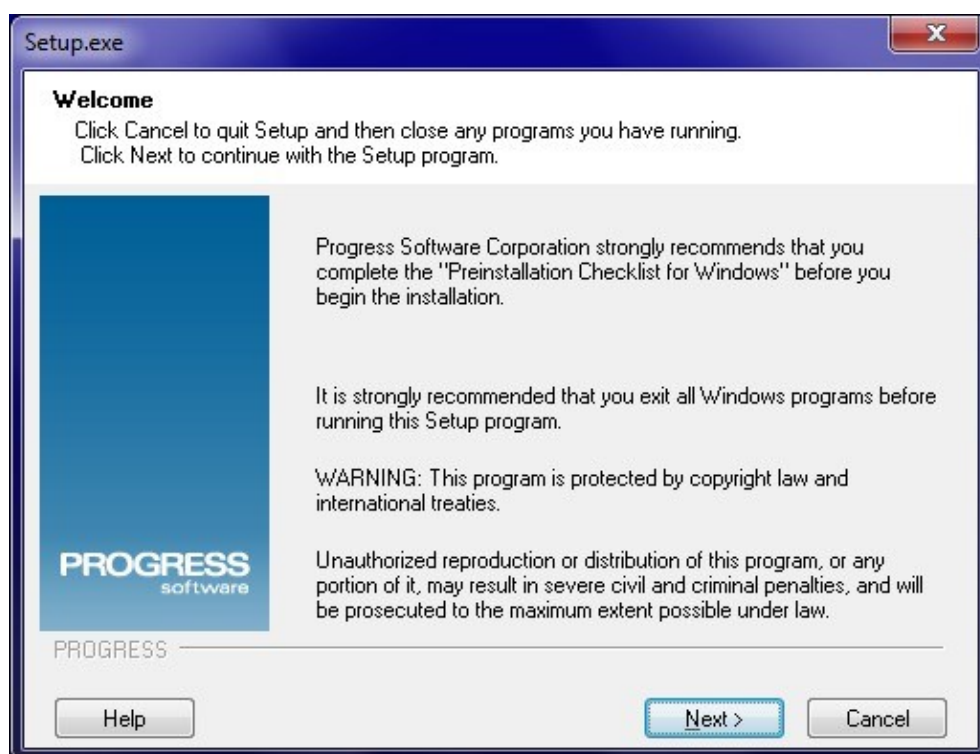 Setup.exe
Welcome
Click Cancel to quit Setup and then close any programs you have running.
Click Next to continue with the Setup program.
Progress Software Corporation strongly recommends that you
complete the "Preinstallation Checklist for Windows" before you
begin the installation.
It is strongly recommended that you exit all Windows programs before
running this Setup program.
WARNING: This program is protected by copyright law and
international treaties.
Unauthorized reproduction or distribution of this program, or any
portion of it, may result in severe civil and criminal penalties, and will
be prosecuted to the maximum extent possible under law.
PROGRESS
software
PROGRESS
Help
Next >
Cancel